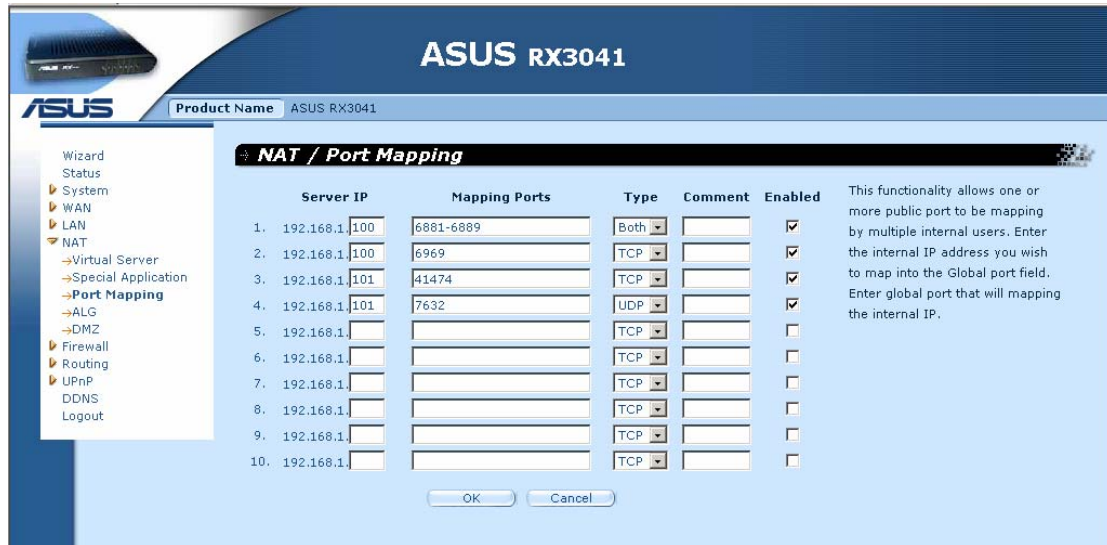 ASUS RX3041
ASUS
Product Name ASUS RX3041
Wizard
Status
System
WAN
LAN
NAT
→Virtual Server
→Special Application
→Port Mapping
→ALG
→DMZ
Firewall
Routing
UPnP
DDNS
Logout
NAT / Port Mapping
Server IP Mapping Ports Type Comment Enabled
1. 192.168.1. 100 6881-6889 Both
2. 192.168.1. 100 6969 TCP
3. 192.168.1. 101 41474 TCP
4. 192.168.1. 101 7632 UDP
5. 192.168.1. TCP
6. 192.168.1. TCP
7. 192.168.1. TCP
8. 192.168.1. TCP
9. 192.168.1. TCP
10. 192.168.1. TCP
OK Cancel
This functionality allows one or
more public port to be mapping
by multiple internal users. Enter
the internal IP address you wish
to map into the Global port field.
Enter global port that will mapping
the internal IP.